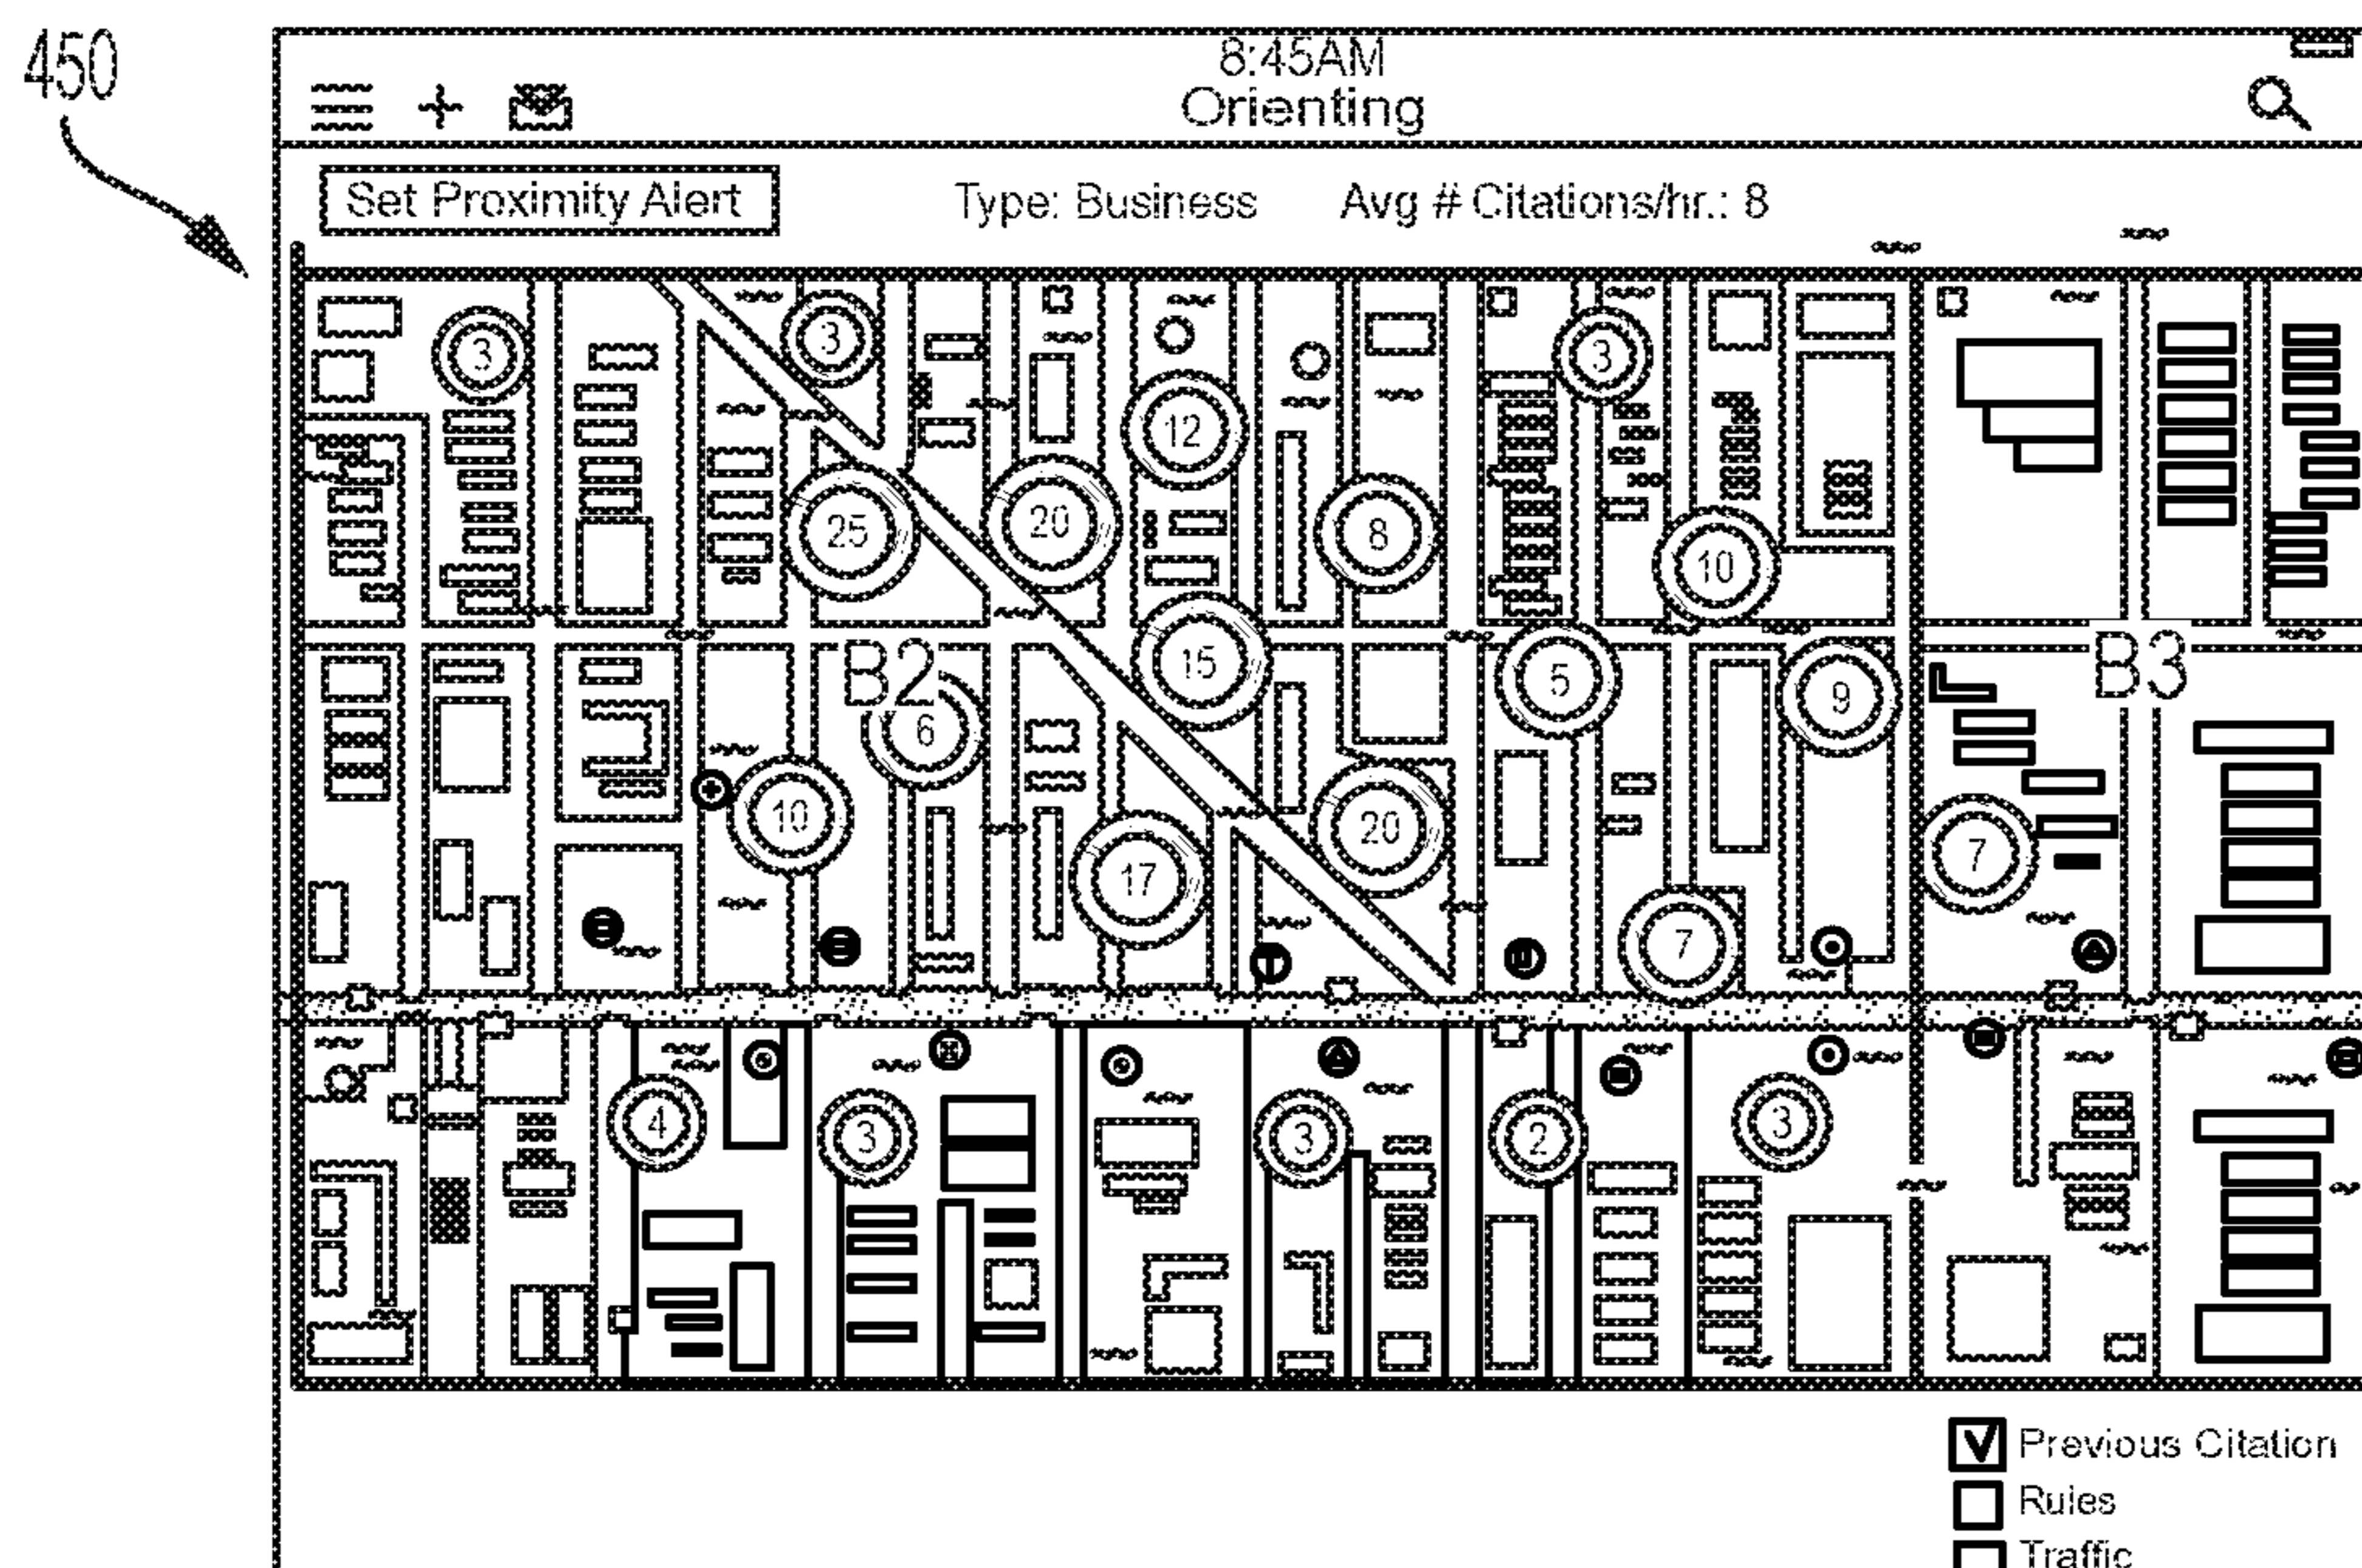 450
8:45AM
Orienting
Set Proximity Alert
Type: Business
Avg # Citations/hr.: 8
3
3
3
12
25
20
8
10
15
B2
B3
5
9
6
10
20
7
17
7
4
3
3
2
3
Previous Citation
Rules
Traffic